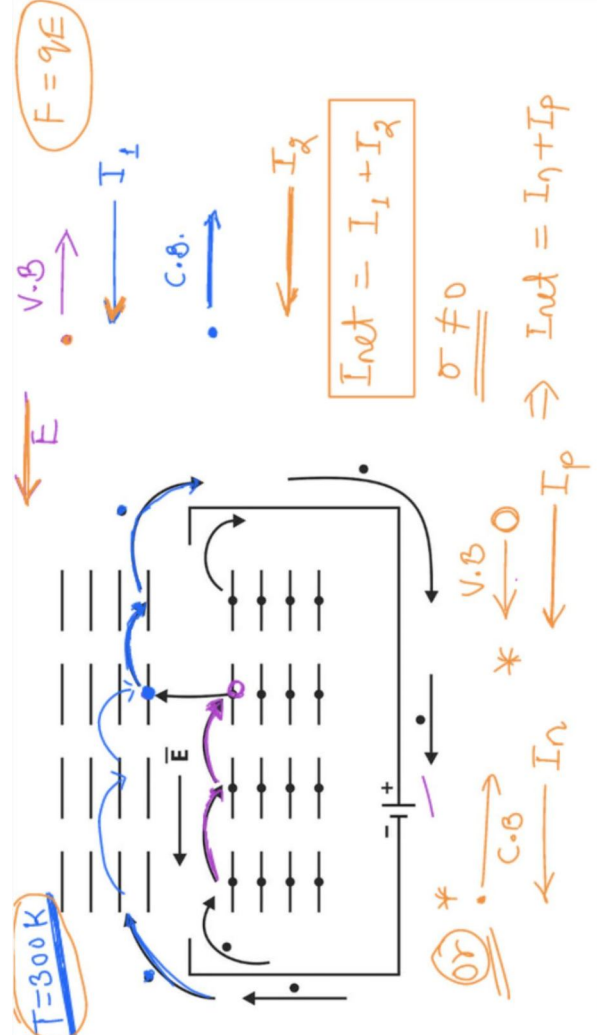 T=300K
E
V.B
F = qE
I1
C.B.
I2
Inet = I1 + I2
σ ≠ 0
E
- +
or
*
C.B
In
*
V.B
Ip
⇒ Inet = In + Ip